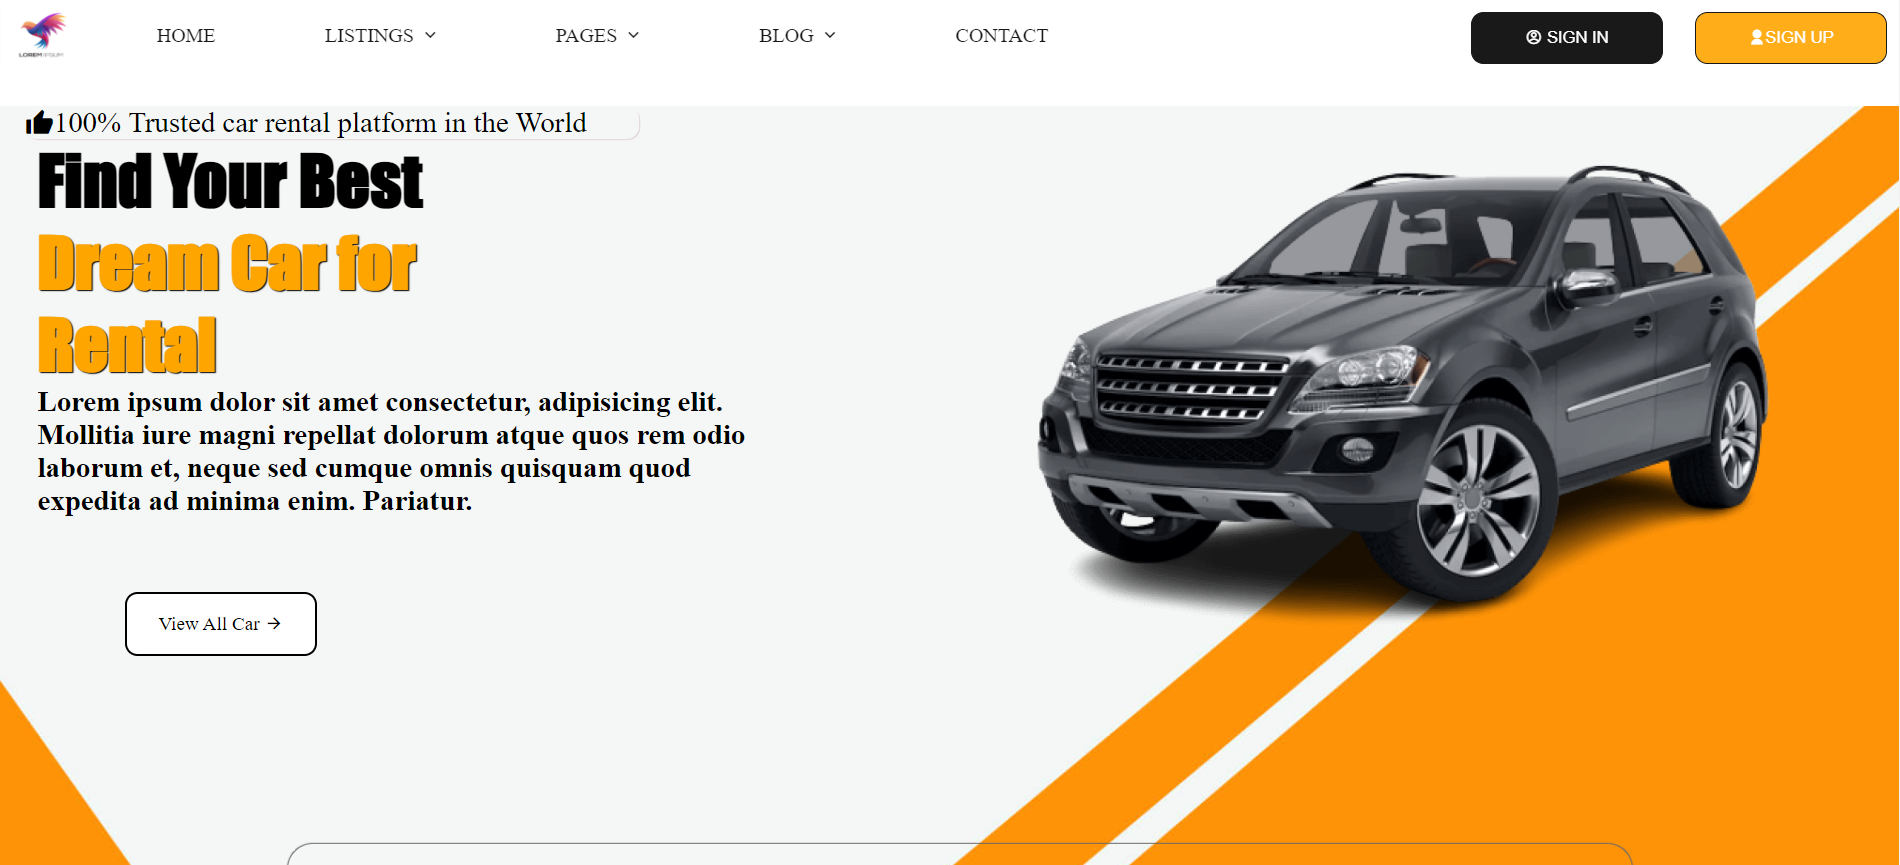 LOREM IPSUM
HOME
LISTINGS
PAGES
BLOG
CONTACT
SIGN IN
SIGN UP
100% Trusted car rental platform in the World
Find Your Best
Dream Car for
Rental
Lorem ipsum dolor sit amet consectetur, adipisicing elit.
Mollitia iure magni repellat dolorum atque quos rem odio
laborum et, neque sed cumque omnis quisquam quod
expedita ad minima enim. Pariatur.
View All Car →